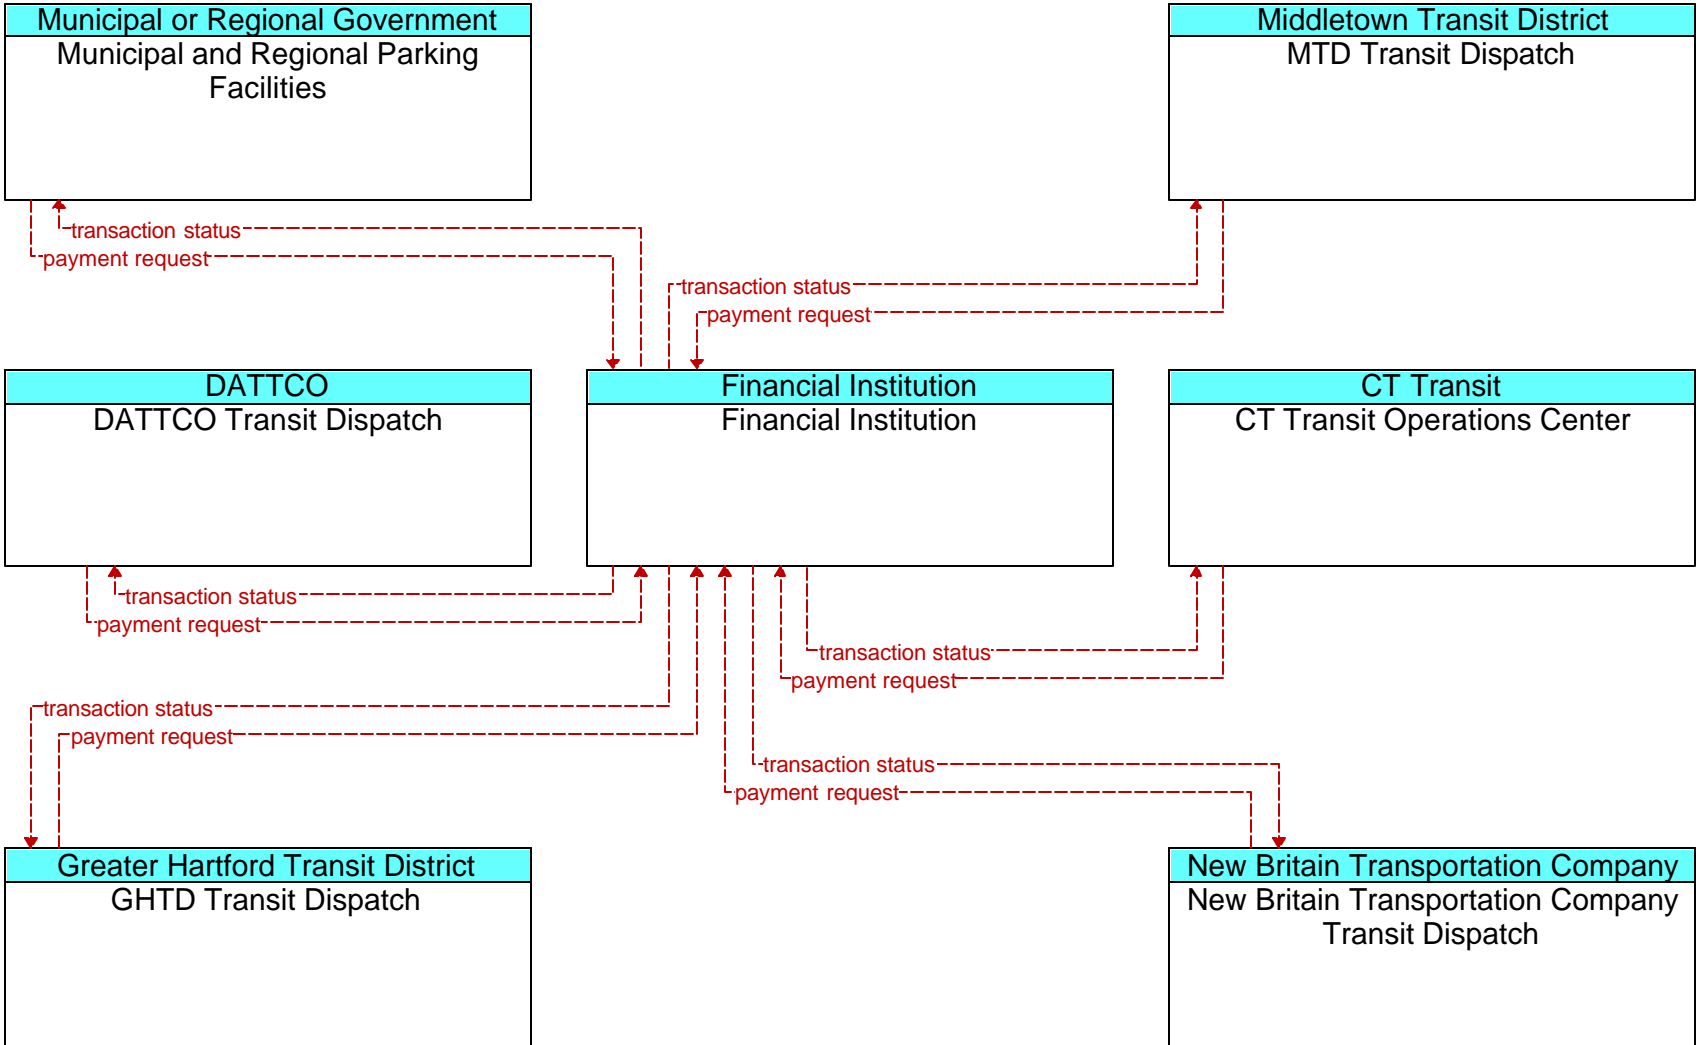 Municipal or Regional Government
Municipal and Regional Parking
Facilities
Middletown Transit District
MTD Transit Dispatch
transaction status
payment request
transaction status
payment request
DATTCO
DATTCO Transit Dispatch
Financial Institution
Financial Institution
CT Transit
CT Transit Operations Center
transaction status
payment request
transaction status
payment request
transaction status
payment request
transaction status
payment request
Greater Hartford Transit District
GHTD Transit Dispatch
New Britain Transportation Company
New Britain Transportation Company
Transit Dispatch